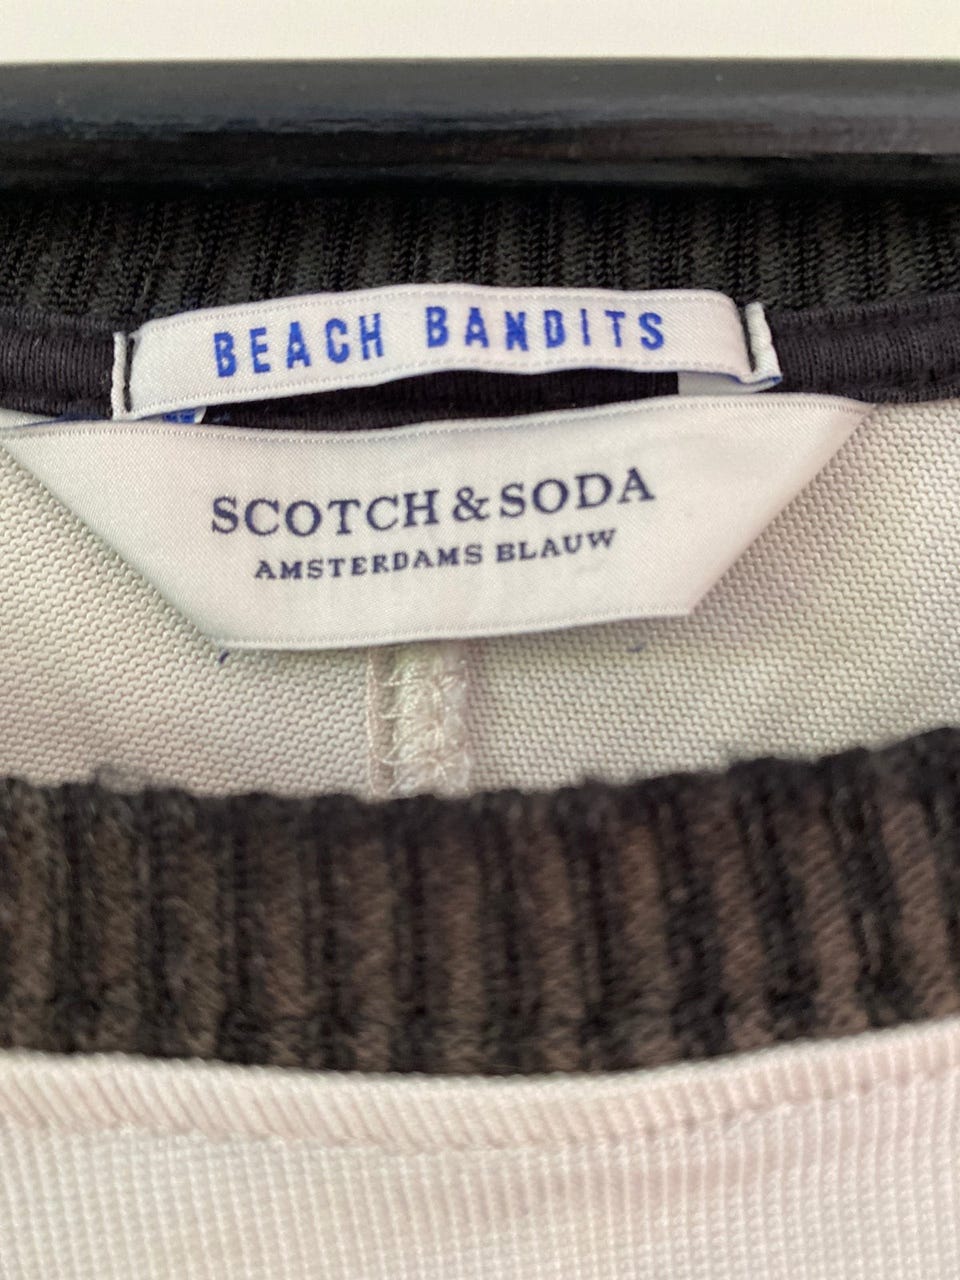 BEACH BANDITS
SCOTCH & SODA
AMSTERDAMS BLAUW